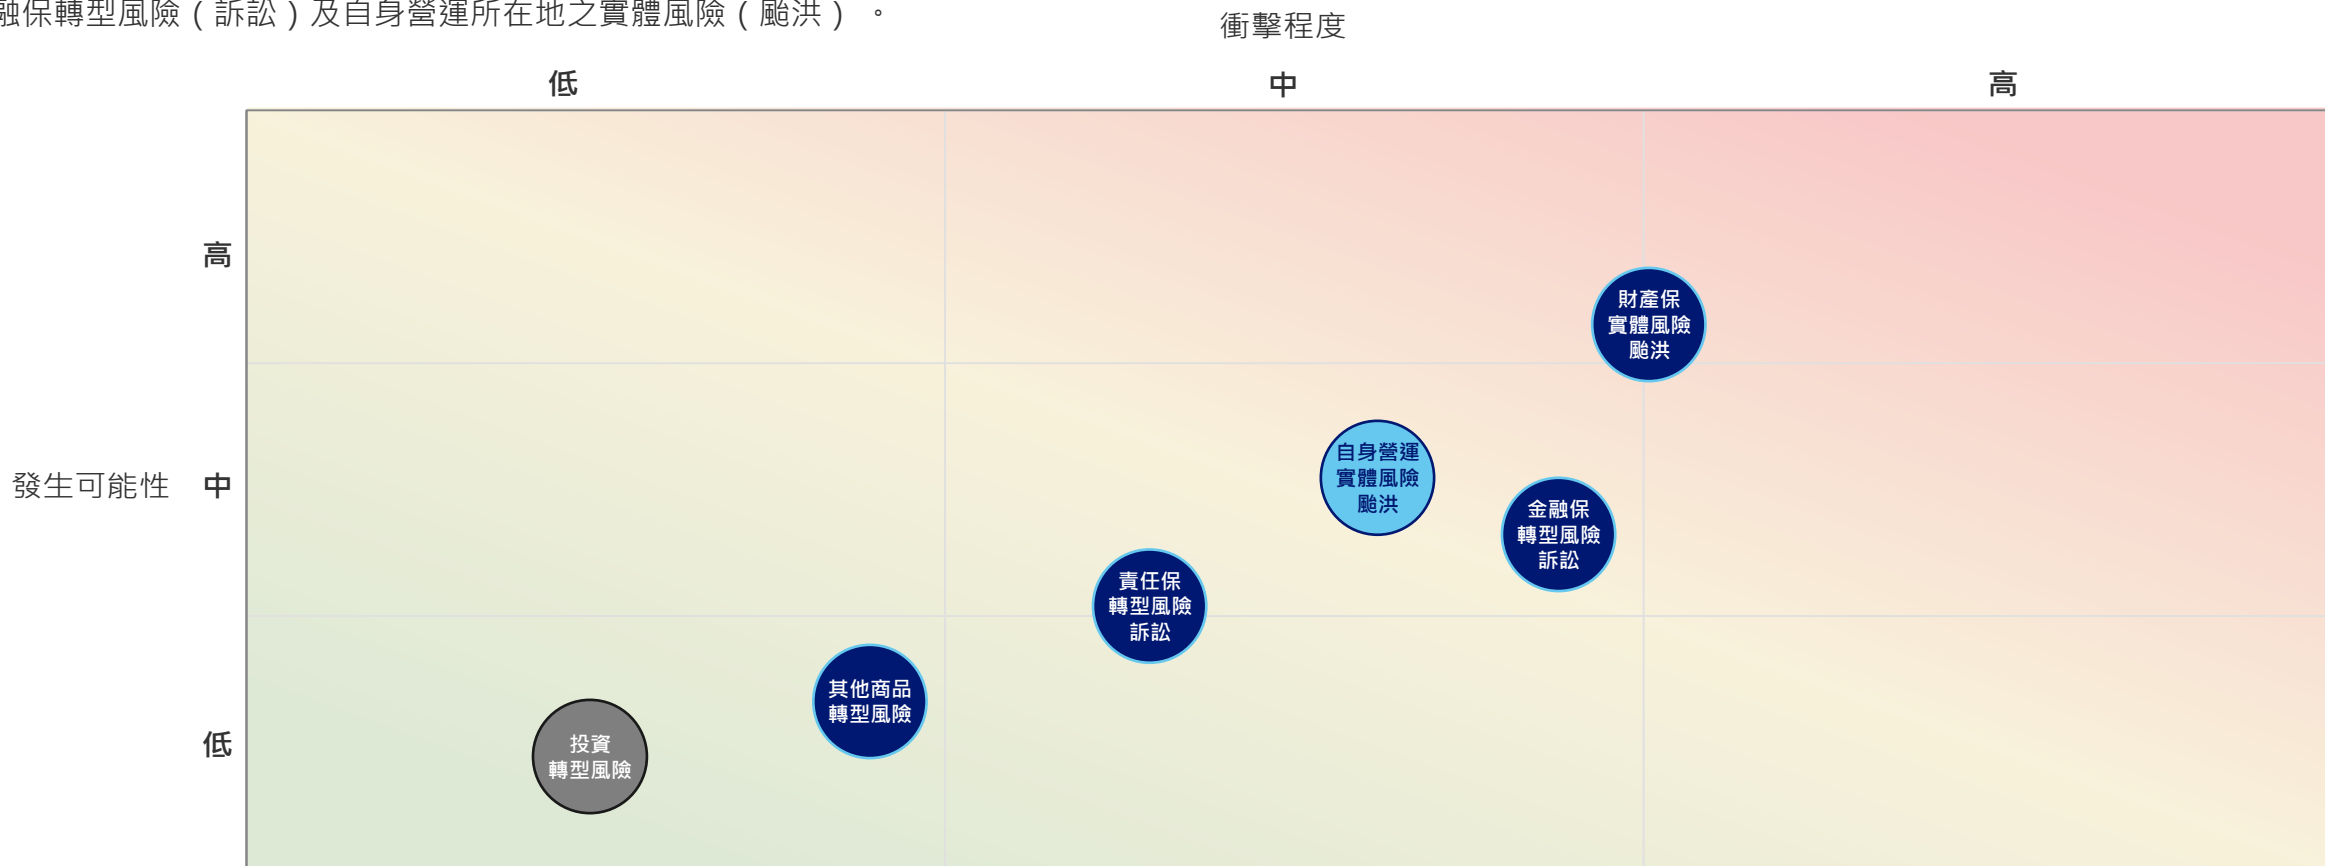 融保轉型風險（訴訟）及自身營運所在地之實體風險（颱洪）。
衝擊程度
低
中
高
高
財產保
實體風險
颱洪
自身營運
實體風險
颱洪
發生可能性
中
金融保
轉型風險
訴訟
責任保
轉型風險
訴訟
其他商品
轉型風險
低
投資
轉型風險